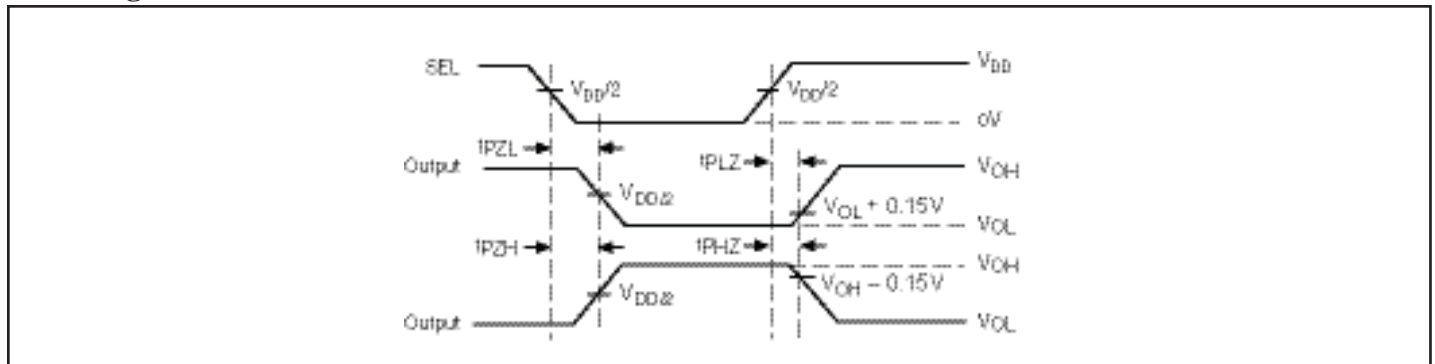 SEL
VDD
VDD/2
VDD/2
0V
tPZL
tPLZ
Output
VOH
VDD/2
VOL + 0.15V
VOL
tPZH
tPHZ
VOH
VDD/2
VOH – 0.15V
Output
VOL